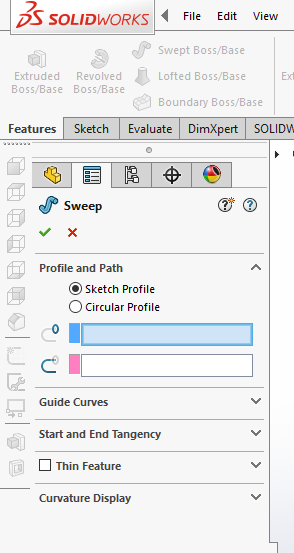 SOLIDWORKS File Edit View
Extruded Boss/Base
Revolved Boss/Base
Swept Boss/Base
Lofted Boss/Base
Boundary Boss/Base
Features Sketch Evaluate DimXpert SOLIDW
Sweep
Profile and Path
Sketch Profile
Circular Profile
Guide Curves
Start and End Tangency
Thin Feature
Curvature Display